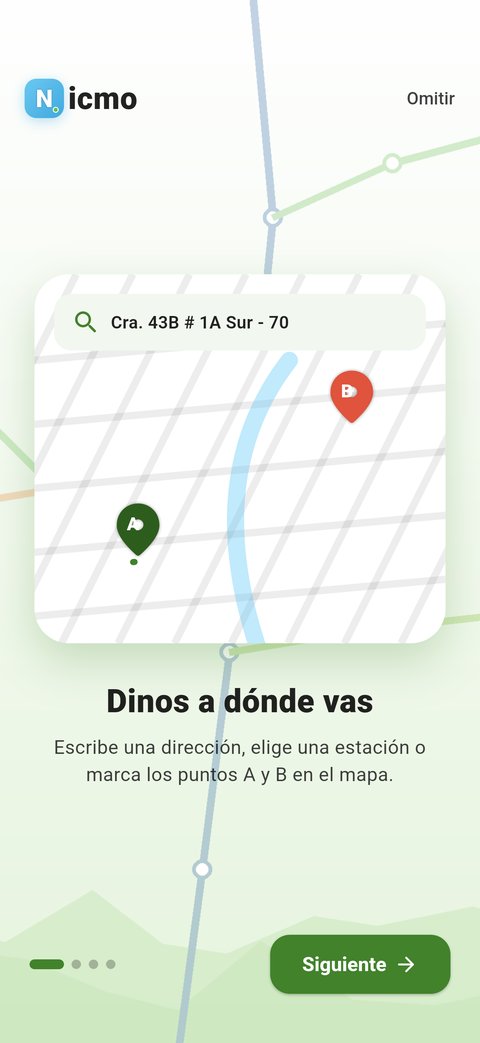 N.icmo
Omitir
Cra. 43B # 1A Sur - 70
B
A
Dinos a dónde vas
Escribe una dirección, elige una estación o
marca los puntos A y B en el mapa.
Siguiente